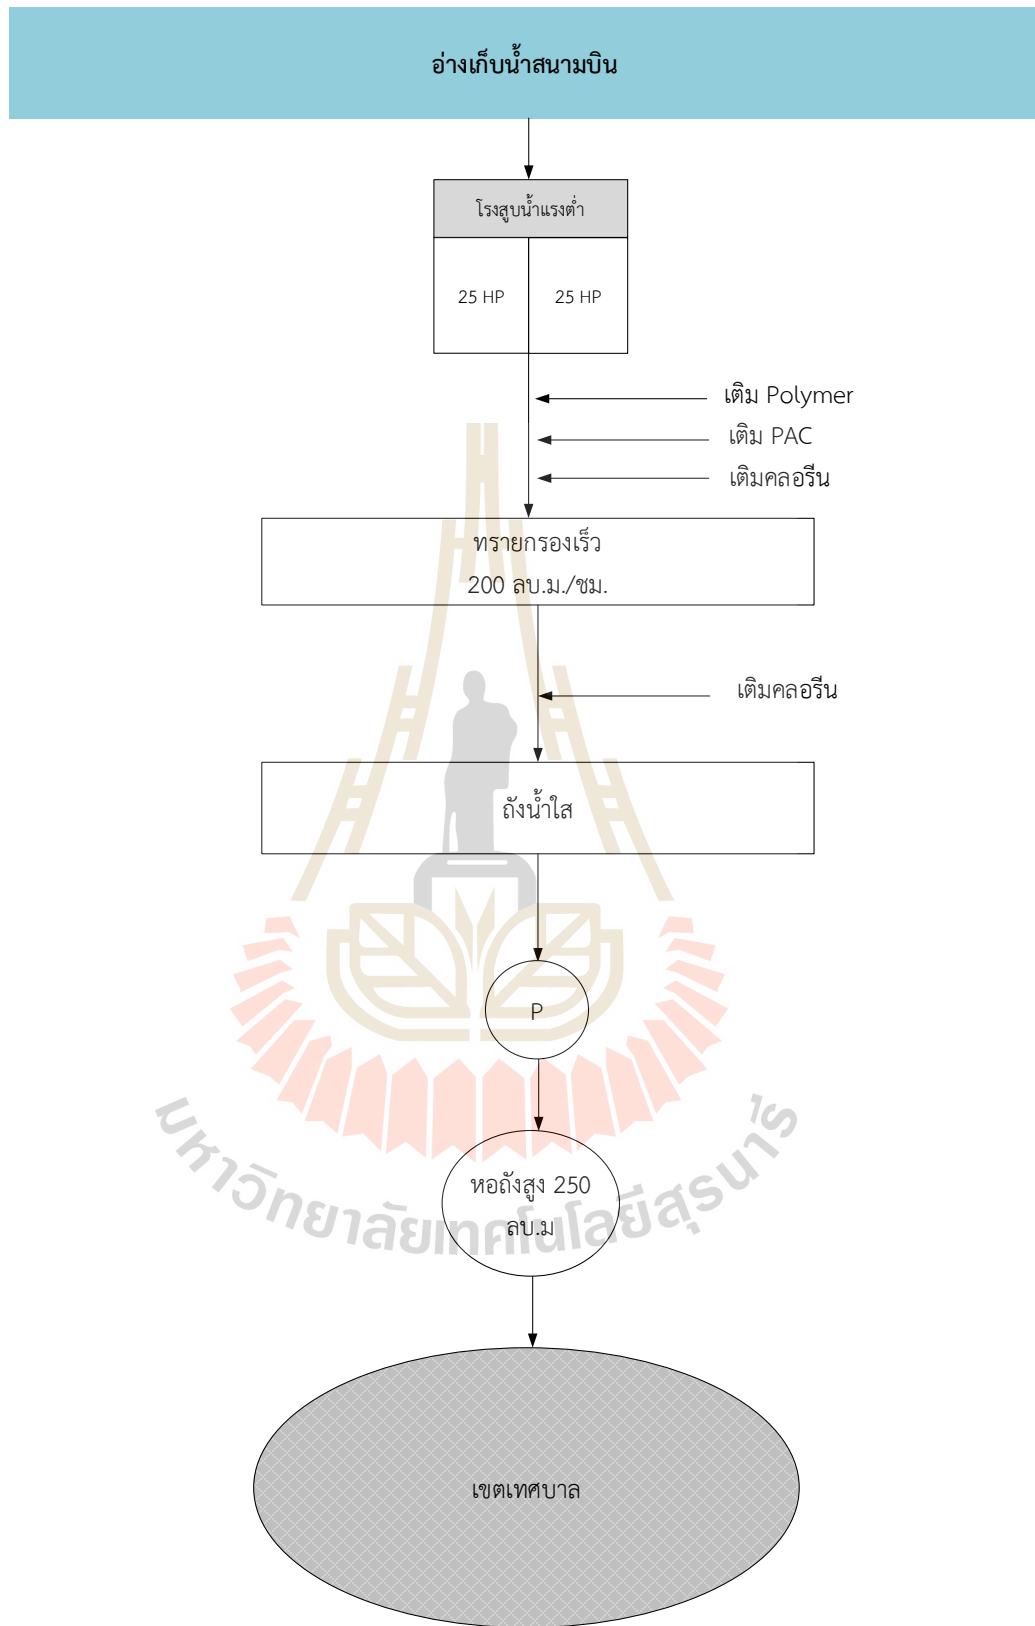 อ่างเก็บน้ำสนามบิน
โรงสูบน้ำแรงต่ำ
25 HP
25 HP
เติม Polymer
เติม PAC
เติมคลอรีน
ทรายกรองเร็ว
200 ลบ.ม./ชม.
เติมคลอรีน
ถังน้ำใส
P
หอถังสูง 250
ลบ.ม
มหาวิทยาลัยเทคโนโลยีสุรนารี
เขตเทศบาล